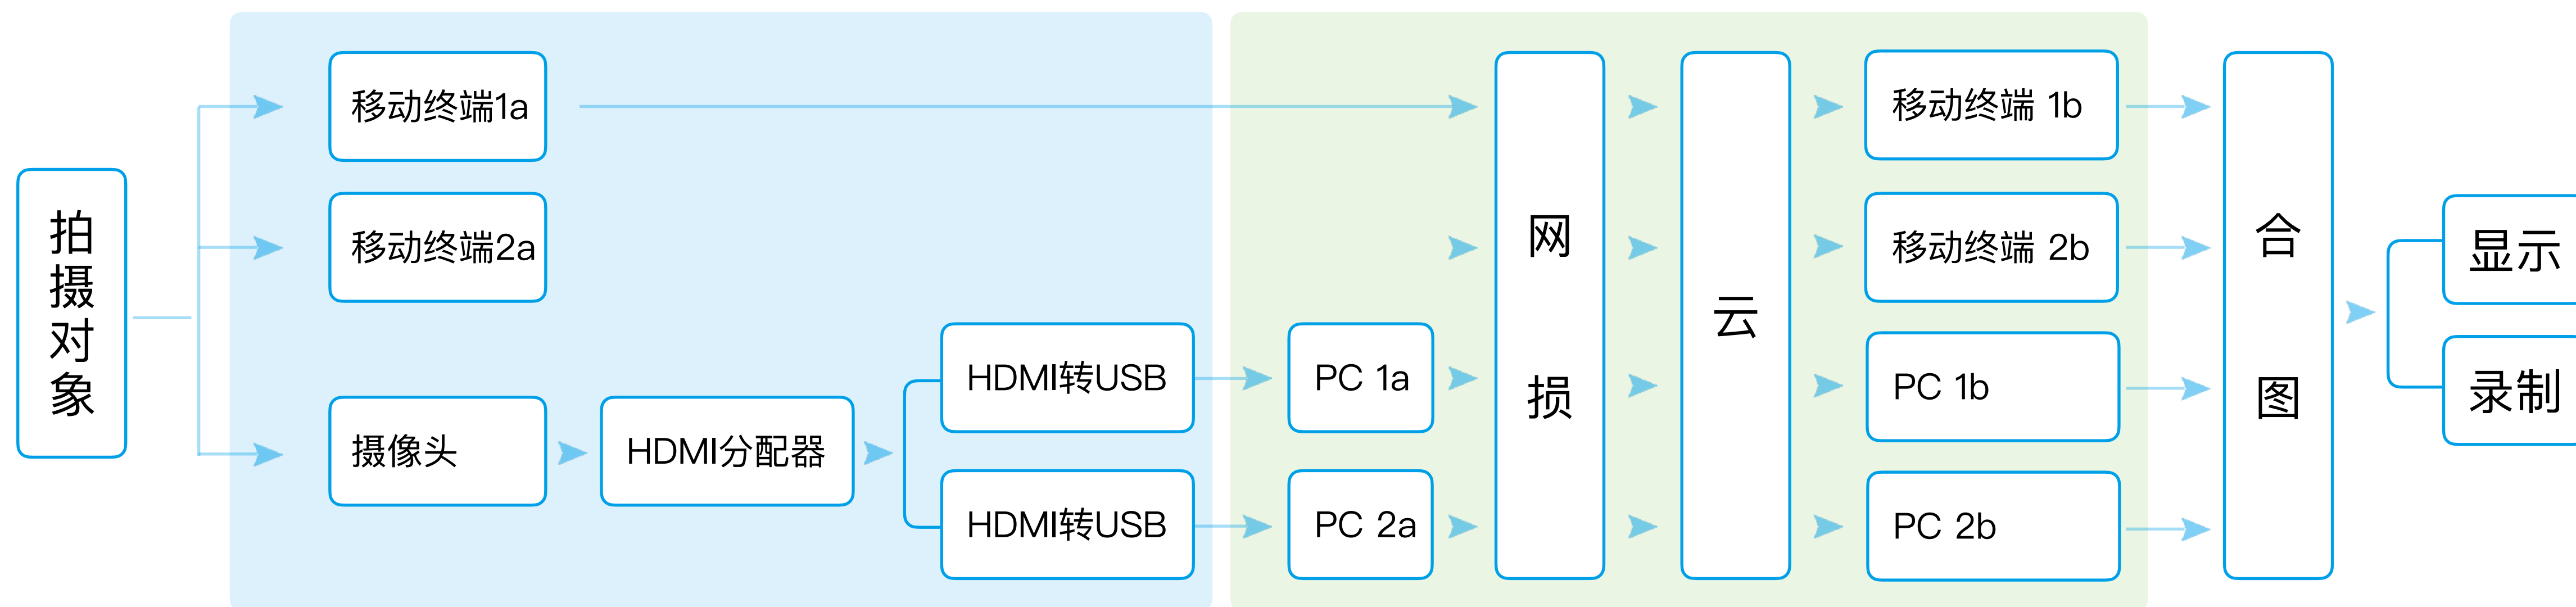 拍摄对象
移动终端1a
移动终端2a
摄像头
HDMI分配器
HDMI转USB
HDMI转USB
PC 1a
PC 2a
网损
云
移动终端 1b
移动终端 2b
PC 1b
PC 2b
合图
显示
录制